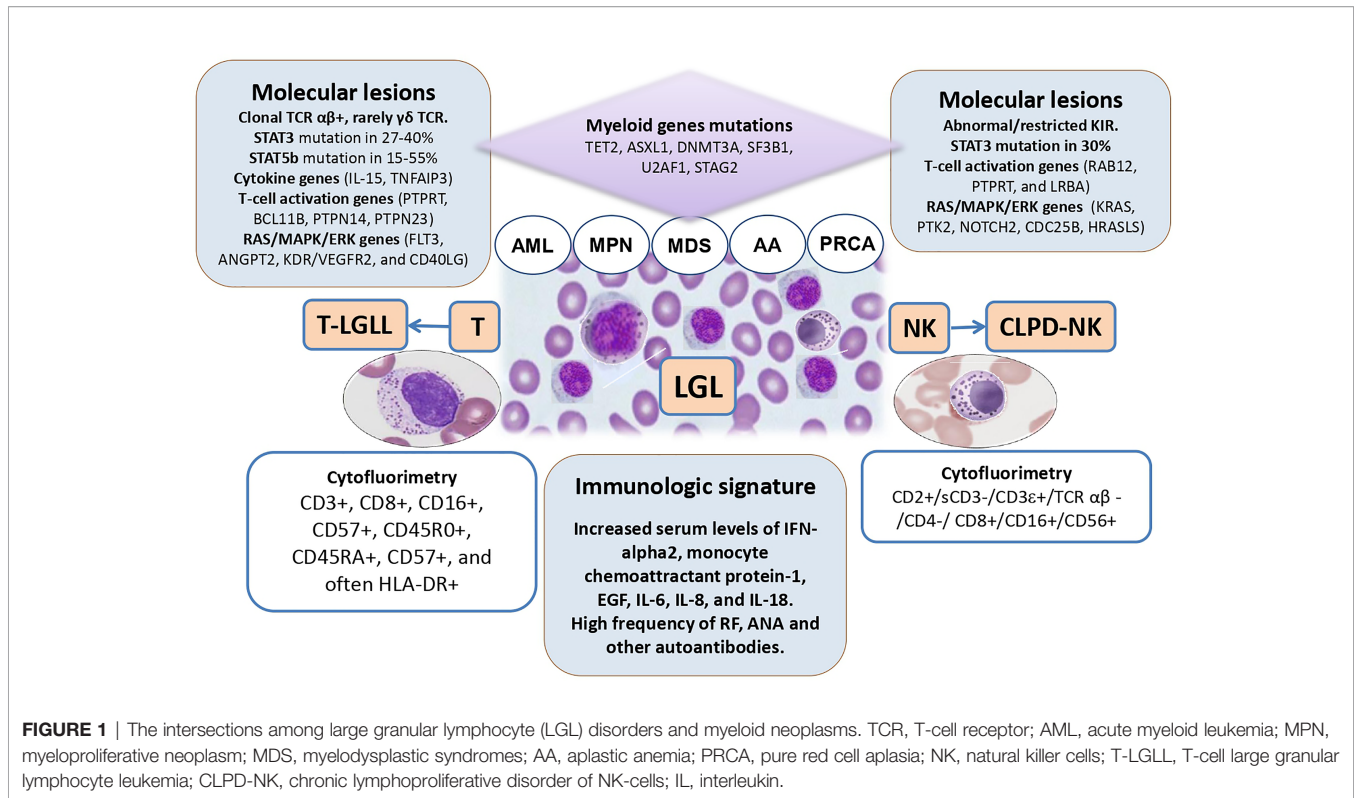 Molecular lesions
Clonal TCR αβ+, rarely γδ TCR.
STAT3 mutation in 27-40%
STAT5b mutation in 15-55%
Cytokine genes (IL-15, TNFAIP3)
T-cell activation genes (PTPRT,
BCL11B, PTPN14, PTPN23)
RAS/MAPK/ERK genes (FLT3,
ANGPT2, KDR/VEGFR2, and CD40LG)
Myeloid genes mutations
TET2, ASXL1, DNMT3A, SF3B1,
U2AF1, STAG2
Molecular lesions
Abnormal/restricted KIR.
STAT3 mutation in 30%
T-cell activation genes (RAB12,
PTPRT, and LRBA)
RAS/MAPK/ERK genes (KRAS,
PTK2, NOTCH2, CDC25B, HRASLS)
AML
MPN
MDS
AA
PRCA
T-LGLL
T
LGL
NK
CLPD-NK
Cytofluorimetry
CD3+, CD8+, CD16+,
CD57+, CD45R0+,
CD45RA+, CD57+, and
often HLA-DR+
Immunologic signature
Increased serum levels of IFN-
alpha2, monocyte
chemoattractant protein-1,
EGF, IL-6, IL-8, and IL-18.
High frequency of RF, ANA and
other autoantibodies.
Cytofluorimetry
CD2+/sCD3-/CD3ε+/TCR αβ -
/CD4-/ CD8+/CD16+/CD56+
FIGURE 1 | The intersections among large granular lymphocyte (LGL) disorders and myeloid neoplasms. TCR, T-cell receptor; AML, acute myeloid leukemia; MPN,
myeloproliferative neoplasm; MDS, myelodysplastic syndromes; AA, aplastic anemia; PRCA, pure red cell aplasia; NK, natural killer cells; T-LGLL, T-cell large granular
lymphocyte leukemia; CLPD-NK, chronic lymphoproliferative disorder of NK-cells; IL, interleukin.